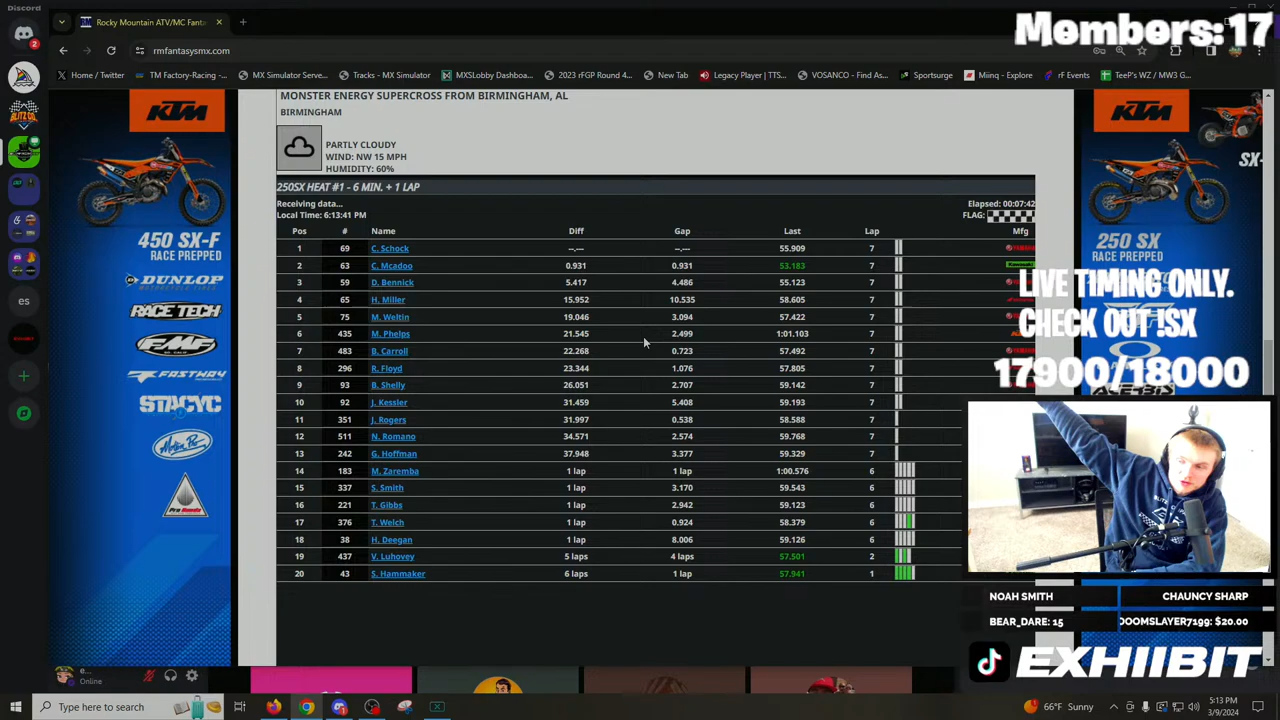 Discord
Rocky Mountain ATV/MC Fanta
Members:17
rmfantasysmx.com
Home / Twitter
TM Factory-Racing -...
MX Simulator Serve...
Tracks - MX Simulator
MXSLobby Dashboa...
2023 rFGP Round 4...
New Tab
Legacy Player | TTS...
VOSANCO - Find As...
Sportsurge
Miinq - Explore
rF Events
TeeP's WZ / MW3 G...
KTM
450 SX-F
RACE PREPPED
DUNLOP
RACE TECH
FMF
FASTWAY
STACYC
Motion Pro
Pro Honda
MONSTER ENERGY SUPERCROSS FROM BIRMINGHAM, AL
BIRMINGHAM
PARTLY CLOUDY
WIND: NW 15 MPH
HUMIDITY: 60%
250SX HEAT #1 - 6 MIN. + 1 LAP
Receiving data...
Elapsed: 00:07:42
Local Time: 6:13:41 PM
FLAG:
Pos # Name Diff Gap Last Lap Mfg
1 69 C. Schock --.--- --.--- 55.909 7
2 63 C. Mcadoo 0.931 0.931 53.183 7
3 59 D. Bennick 5.417 4.486 55.282 7
4 65 H. Miller 15.952 10.535 58.605 7
5 75 M. Weltin 19.046 3.094 57.422 7
6 435 M. Phelps 21.545 2.499 1:01.103 7
7 483 B. Carroll 22.268 0.723 57.492 7
8 296 R. Floyd 23.344 1.076 57.805 7
9 93 B. Shelly 26.051 2.707 59.142 7
10 92 J. Kessler 31.459 5.408 59.193 7
11 351 J. Rogers 31.997 0.538 58.588 7
12 511 N. Romano 34.571 2.574 59.768 7
13 242 G. Hoffman 37.948 3.377 59.329 7
14 183 M. Zaremba 1 lap 1 lap 1:00.576 6
15 337 S. Smith 1 lap 3.170 59.543 6
16 221 T. Gibbs 1 lap 2.942 59.123 6
17 376 T. Welch 1 lap 0.924 58.379 6
18 38 H. Deegan 1 lap 8.006 59.126 6
19 437 V. Luhovey 5 laps 4 laps 57.501 2
20 43 S. Hammaker 6 laps 1 lap 57.941 1
KTM
SX-
250 SX
RACE PREPPED
LIVE TIMING ONLY.
CHECK OUT !SX
17900/18000
ACERBIS
NOAH SMITH
CHAUNCY SHARP
BEAR_DARE: 15
DOOMSLAYER7199: $20.00
EXHIIBIT
es
2
e...
Online
Type here to search
66°F Sunny
5:13 PM
3/9/2024